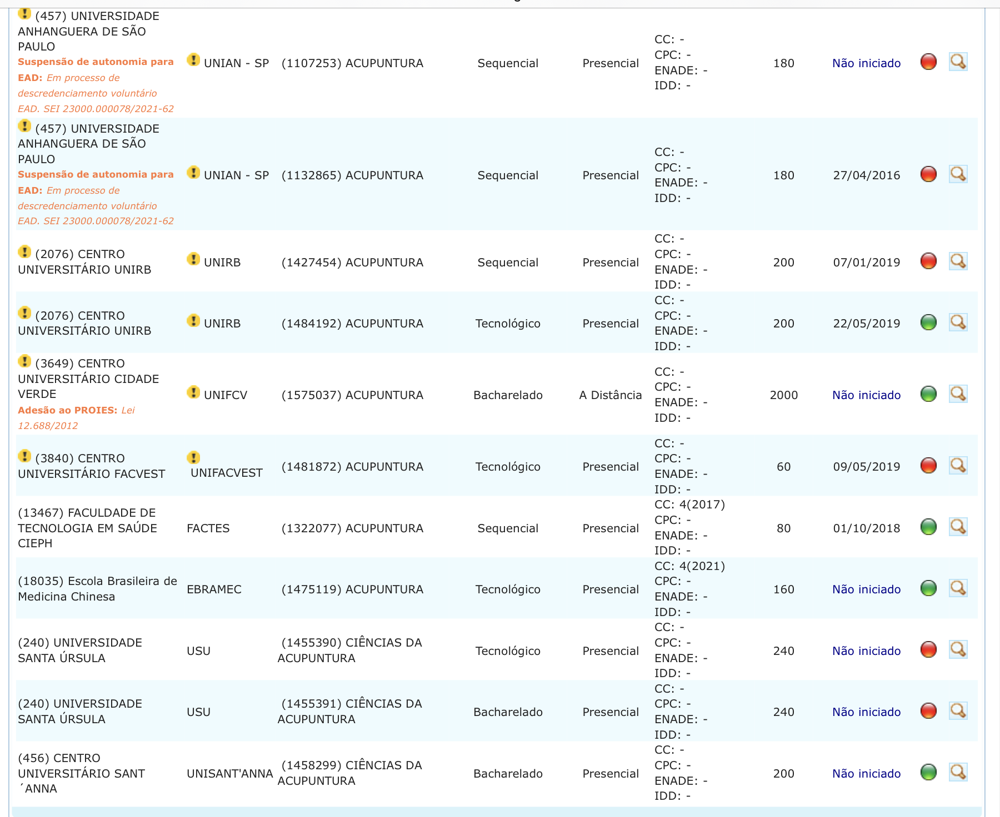 (457) UNIVERSIDADE
ANHANGUERA DE SÃO
PAULO
Suspensão de autonomia para
EAD: Em processo de
descredenciamento voluntário
EAD. SEI 23000.000078/2021-62
UNIAN - SP
(1107253) ACUPUNTURA
Sequencial
Presencial
CC: -
CPC: -
ENADE: -
IDD: -
180
Não iniciado
(457) UNIVERSIDADE
ANHANGUERA DE SÃO
PAULO
Suspensão de autonomia para
EAD: Em processo de
descredenciamento voluntário
EAD. SEI 23000.000078/2021-62
UNIAN - SP
(1132865) ACUPUNTURA
Sequencial
Presencial
CC: -
CPC: -
ENADE: -
IDD: -
180
27/04/2016
(2076) CENTRO
UNIVERSITÁRIO UNIRB
UNIRB
(1427454) ACUPUNTURA
Sequencial
Presencial
CC: -
CPC: -
ENADE: -
IDD: -
200
07/01/2019
(2076) CENTRO
UNIVERSITÁRIO UNIRB
UNIRB
(1484192) ACUPUNTURA
Tecnológico
Presencial
CC: -
CPC: -
ENADE: -
IDD: -
200
22/05/2019
(3649) CENTRO
UNIVERSITÁRIO CIDADE
VERDE
Adesão ao PROIES: Lei
12.688/2012
UNIFCV
(1575037) ACUPUNTURA
Bacharelado
A Distância
CC: -
CPC: -
ENADE: -
IDD: -
2000
Não iniciado
(3840) CENTRO
UNIVERSITÁRIO FACVEST
UNIFACVEST
(1481872) ACUPUNTURA
Tecnológico
Presencial
CC: -
CPC: -
ENADE: -
IDD: -
60
09/05/2019
(13467) FACULDADE DE
TECNOLOGIA EM SAÚDE
CIEPH
FACTES
(1322077) ACUPUNTURA
Sequencial
Presencial
CC: 4(2017)
CPC: -
ENADE: -
IDD: -
80
01/10/2018
(18035) Escola Brasileira de
Medicina Chinesa
EBRAMEC
(1475119) ACUPUNTURA
Tecnológico
Presencial
CC: 4(2021)
CPC: -
ENADE: -
IDD: -
160
Não iniciado
(240) UNIVERSIDADE
SANTA ÚRSULA
USU
(1455390) CIÊNCIAS DA
ACUPUNTURA
Tecnológico
Presencial
CC: -
CPC: -
ENADE: -
IDD: -
240
Não iniciado
(240) UNIVERSIDADE
SANTA ÚRSULA
USU
(1455391) CIÊNCIAS DA
ACUPUNTURA
Bacharelado
Presencial
CC: -
CPC: -
ENADE: -
IDD: -
240
Não iniciado
(456) CENTRO
UNIVERSITÁRIO SANT
´ANNA
UNISANT'ANNA
(1458299) CIÊNCIAS DA
ACUPUNTURA
Bacharelado
Presencial
CC: -
CPC: -
ENADE: -
IDD: -
200
Não iniciado